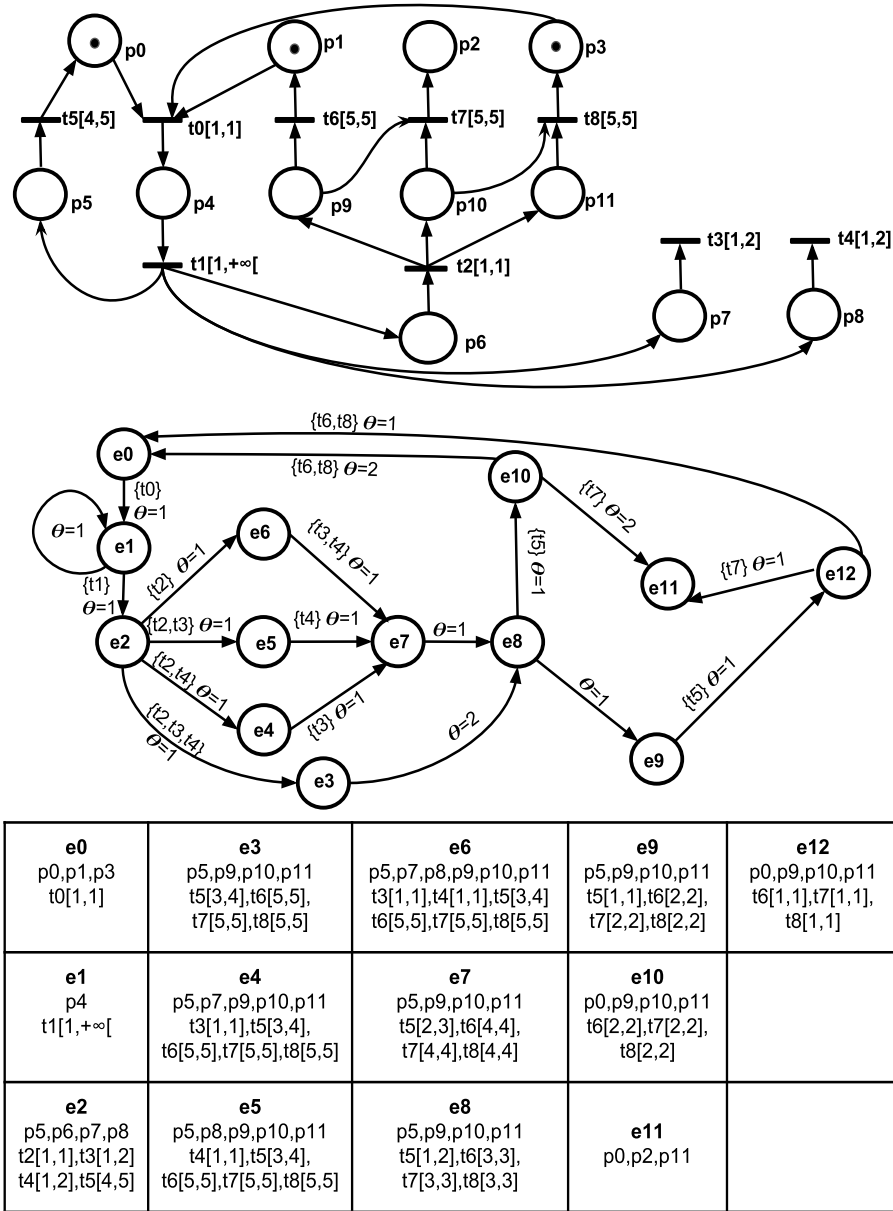 p0
p1
p2
p3
t5[4,5]
t0[1,1]
t6[5,5]
t7[5,5]
t8[5,5]
p5
p4
p9
p10
p11
t1[1,+∞[
t2[1,1]
t3[1,2]
t4[1,2]
p6
p7
p8
{t6,t8} θ=1
{t6,t8} θ=2
e0
{t0}
θ=1
θ=1
e1
{t1}
θ=1
e2
{t2} θ=1
{t2,t3} θ=1
{t2,t4} θ=1
{t2,t3,t4}
θ=1
e6
e5
e4
e3
{t3,t4} θ=1
{t4} θ=1
{t3} θ=1
θ=2
e7
θ=1
e8
{t5} θ=1
e10
{t7} θ=2
e11
{t7} θ=1
e12
θ=1
e9
{t5} θ=1
e0
p0,p1,p3
t0[1,1]
e3
p5,p9,p10,p11
t5[3,4],t6[5,5],
t7[5,5],t8[5,5]
e6
p5,p7,p8,p9,p10,p11
t3[1,1],t4[1,1],t5[3,4]
t6[5,5],t7[5,5],t8[5,5]
e9
p5,p9,p10,p11
t5[1,1],t6[2,2],
t7[2,2],t8[2,2]
e12
p0,p9,p10,p11
t6[1,1],t7[1,1],
t8[1,1]
e1
p4
t1[1,+∞[
e4
p5,p7,p9,p10,p11
t3[1,1],t5[3,4],
t6[5,5],t7[5,5],t8[5,5]
e7
p5,p9,p10,p11
t5[2,3],t6[4,4],
t7[4,4],t8[4,4]
e10
p0,p9,p10,p11
t6[2,2],t7[2,2],
t8[2,2]
e2
p5,p6,p7,p8
t2[1,1],t3[1,2]
t4[1,2],t5[4,5]
e5
p5,p8,p9,p10,p11
t4[1,1],t5[3,4],
t6[5,5],t7[5,5],t8[5,5]
e8
p5,p9,p10,p11
t5[1,2],t6[3,3],
t7[3,3],t8[3,3]
e11
p0,p2,p11